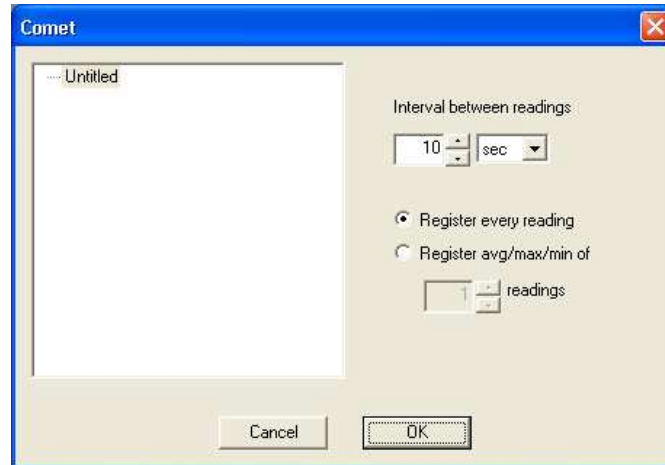 Comet
Untitled
Interval between readings
10 sec
Register every reading
Register avg/max/min of
1 readings
Cancel OK